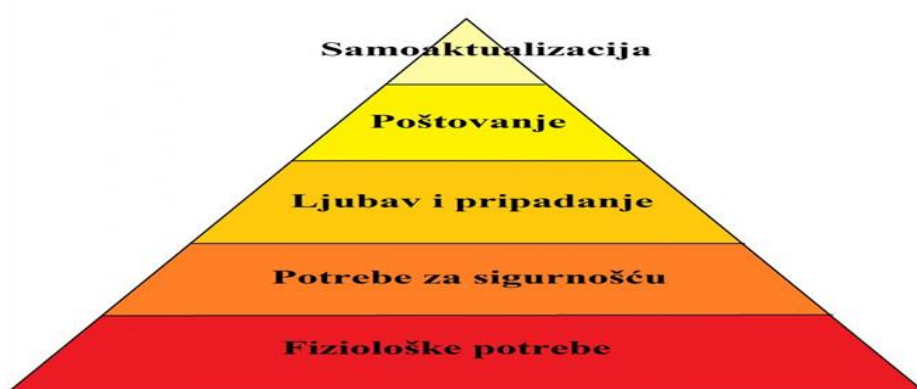 Samoaktualizacija
Poštovanje
Ljubav i pripadanje
Potrebe za sigurnošću
Fiziološke potrebe